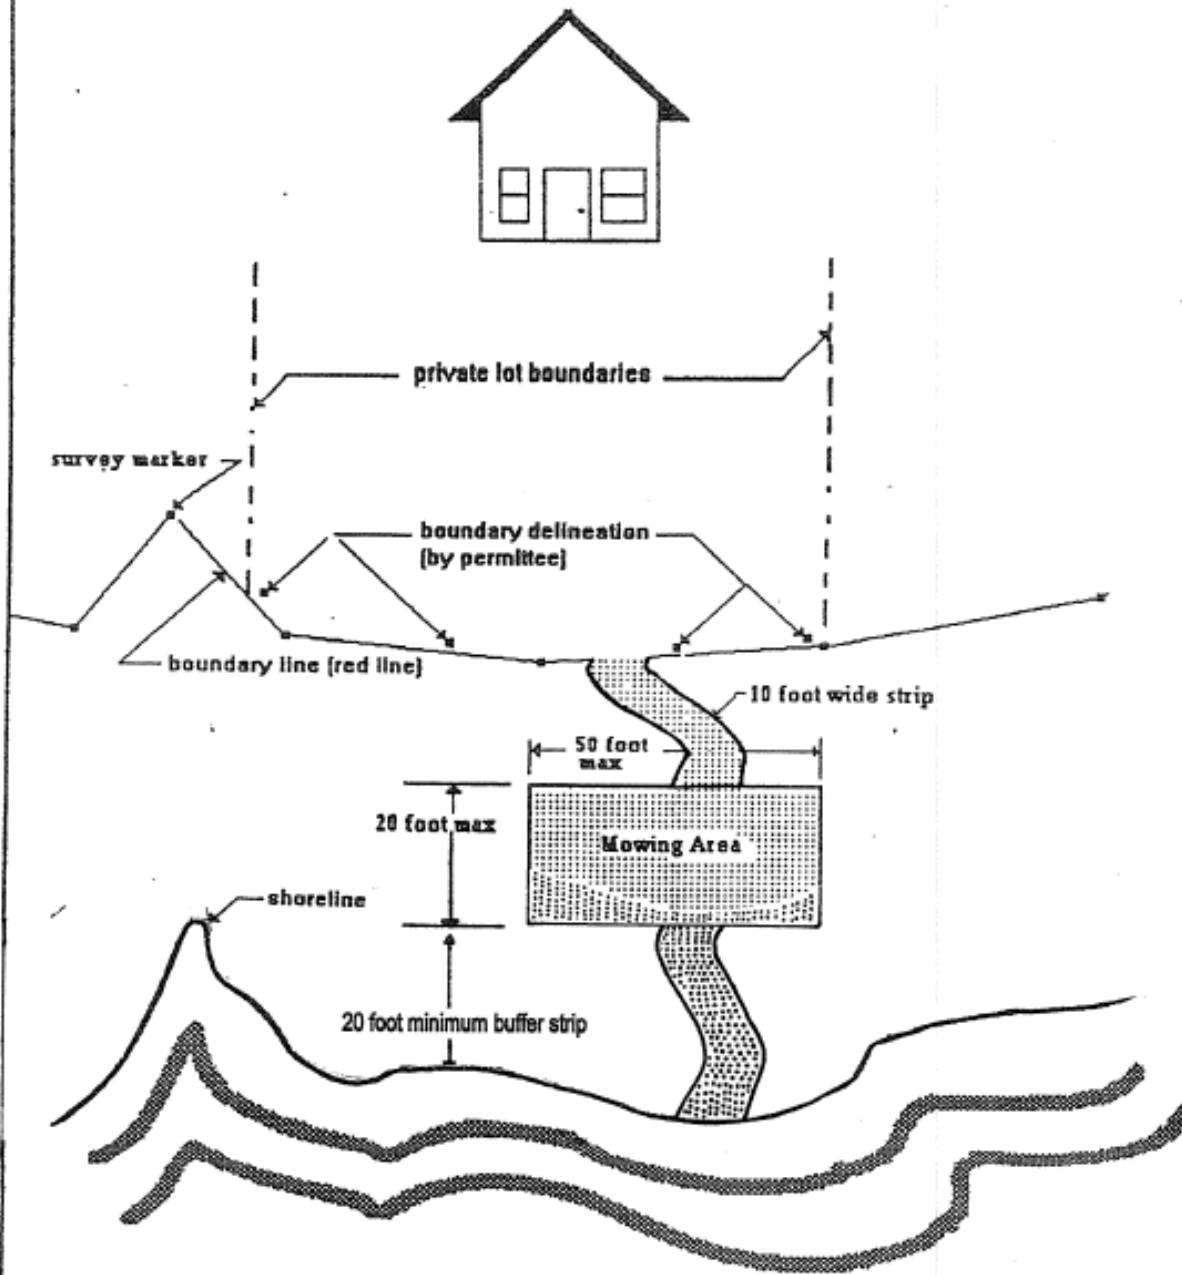 private lot boundaries
survey marker
boundary delineation
(by permittee)
boundary line (red line)
10 foot wide strip
50 foot
max
20 foot max
Mowing Area
shoreline
20 foot minimum buffer strip